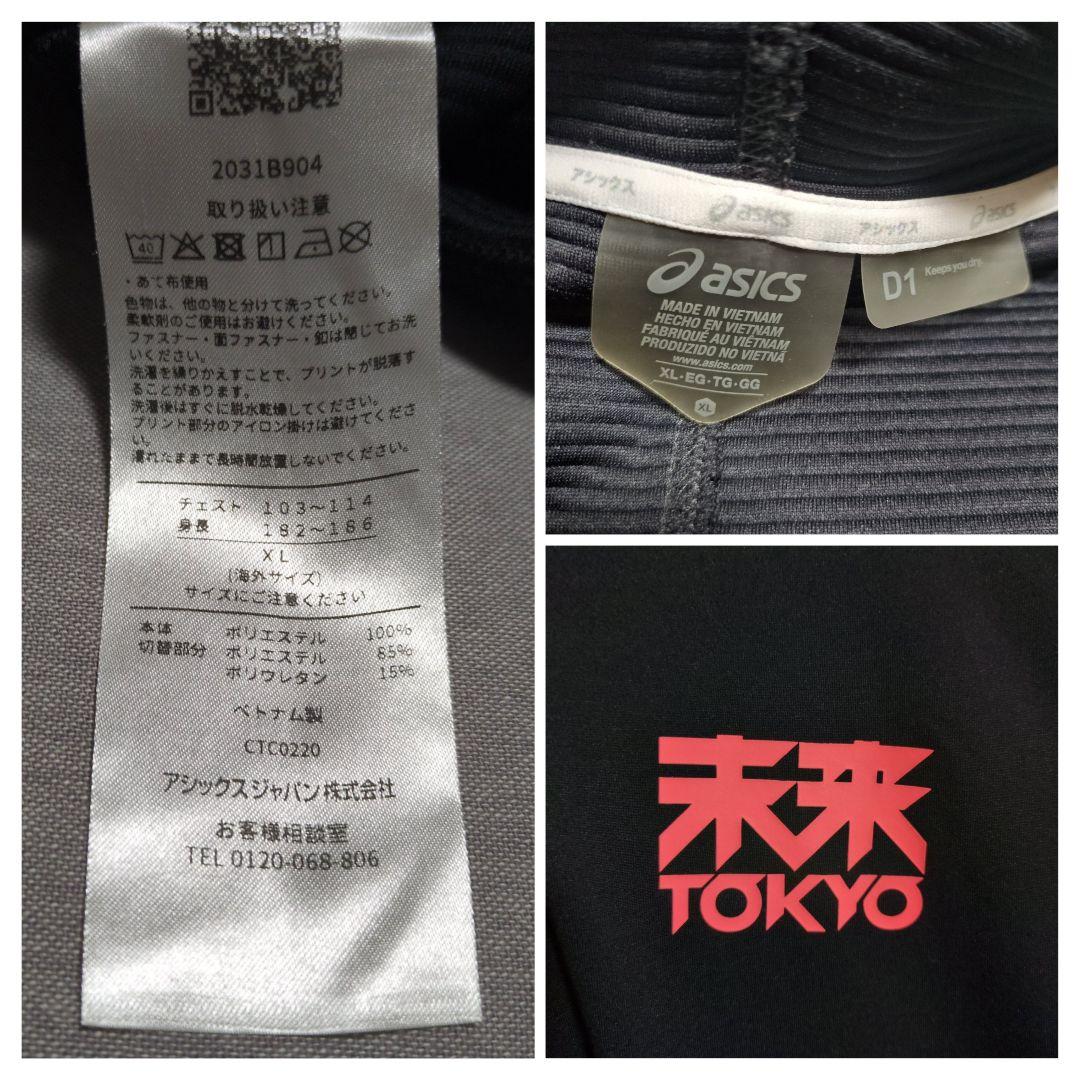 2031B904
取り扱い注意
40
・あて布使用
色物は、他の物と分けて洗ってください。
柔軟剤のご使用はお避けください。
ファスナー・面ファスナー・釦は閉じてお洗
いください。
洗濯を繰りかえすことで、プリントが脱落す
ることがあります。
洗濯後はすぐに脱水乾燥してください。
プリント部分のアイロン掛けは避けてくださ
い。
濡れたままで長時間放置しないでください。
チェスト 103～114
身長 182～186
XL
(海外サイズ)
サイズにご注意ください
本体 ポリエステル 100%
切替部分 ポリエステル 85%
ポリウレタン 15%
ベトナム製
CTC0220
アシックスジャパン株式会社
お客様相談室
TEL 0120-068-806
アシックス asics アシックス asics
asics
MADE IN VIETNAM
HECHO EN VIETNAM
FABRIQUÉ AU VIÊTNAM
PRODUZIDO NO VIETNÃ
www.asics.com
XL·EG·TG·GG
XL
D1 Keeps you dry.
未来
TOKYO